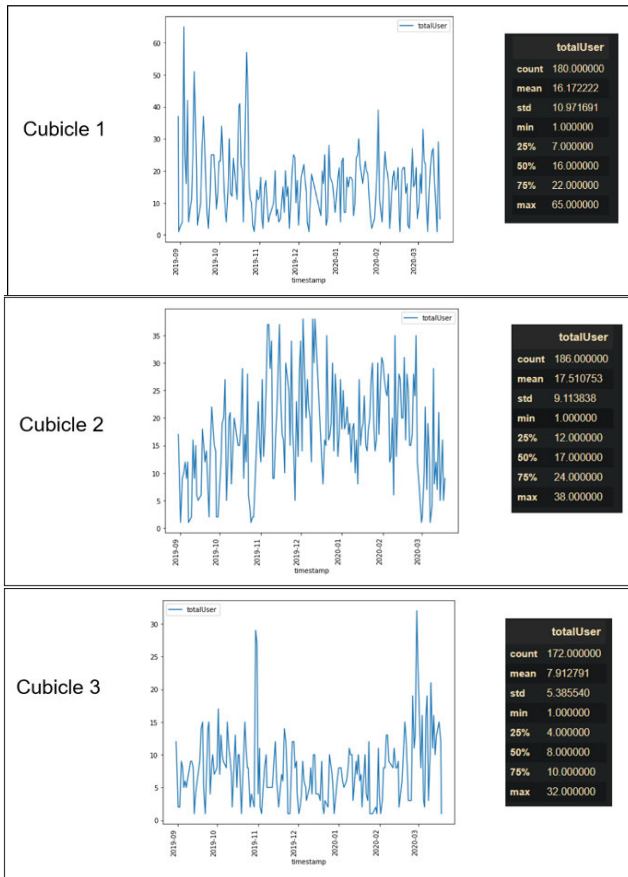 Cubicle 1
totalUser
60
50
40
30
20
10
0
2019-09
2019-10
2019-11
2019-12
2020-01
2020-02
2020-03
timestamp
totalUser
count 180.000000
mean 16.172222
std 10.971691
min 1.000000
25% 7.000000
50% 16.000000
75% 22.000000
max 65.000000
Cubicle 2
totalUser
35
30
25
20
15
10
5
0
2019-09
2019-10
2019-11
2019-12
2020-01
2020-02
2020-03
timestamp
totalUser
count 186.000000
mean 17.510753
std 9.113838
min 1.000000
25% 12.000000
50% 17.000000
75% 24.000000
max 38.000000
Cubicle 3
totalUser
30
25
20
15
10
5
0
2019-09
2019-10
2019-11
2019-12
2020-01
2020-02
2020-03
timestamp
totalUser
count 172.000000
mean 7.912791
std 5.385540
min 1.000000
25% 4.000000
50% 8.000000
75% 10.000000
max 32.000000